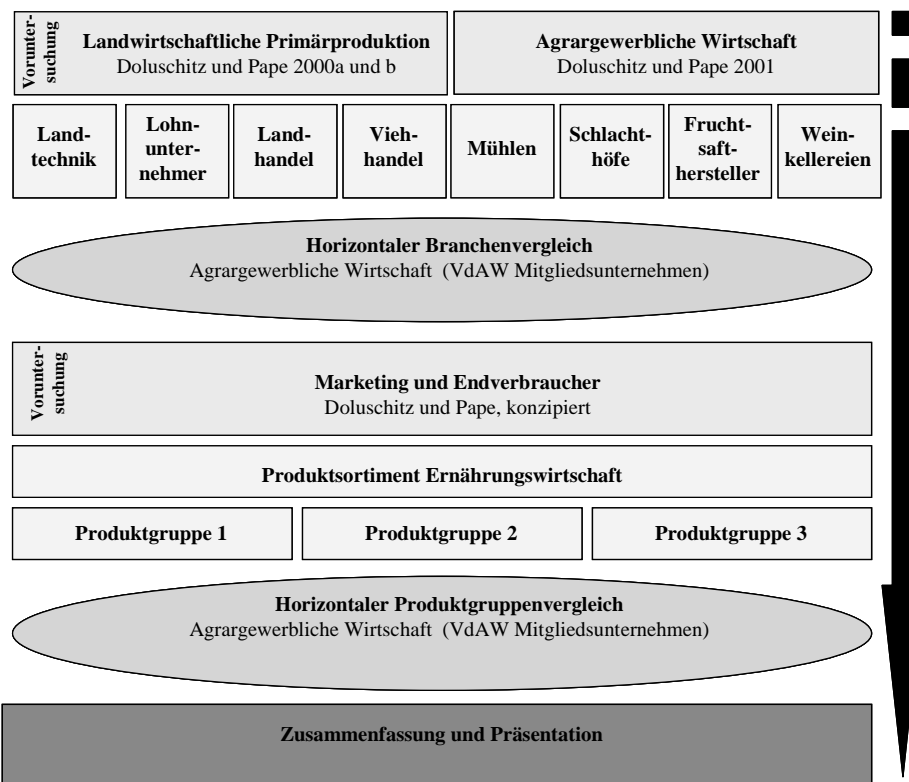 Vorunter-
suchung
Landwirtschaftliche Primärproduktion
Doluschitz und Pape 2000a und b
Agrargewerbliche Wirtschaft
Doluschitz und Pape 2001
Land-
technik
Lohn-
unter-
nehmer
Land-
handel
Vieh-
handel
Mühlen
Schlacht-
höfe
Frucht-
saft-
hersteller
Wein-
kellereien
Horizontaler Branchenvergleich
Agrargewerbliche Wirtschaft (VdAW Mitgliedsunternehmen)
Vorunter-
suchung
Marketing und Endverbraucher
Doluschitz und Pape, konzipiert
Produktsortiment Ernährungswirtschaft
Produktgruppe 1
Produktgruppe 2
Produktgruppe 3
Horizontaler Produktgruppenvergleich
Agrargewerbliche Wirtschaft (VdAW Mitgliedsunternehmen)
Zusammenfassung und Präsentation